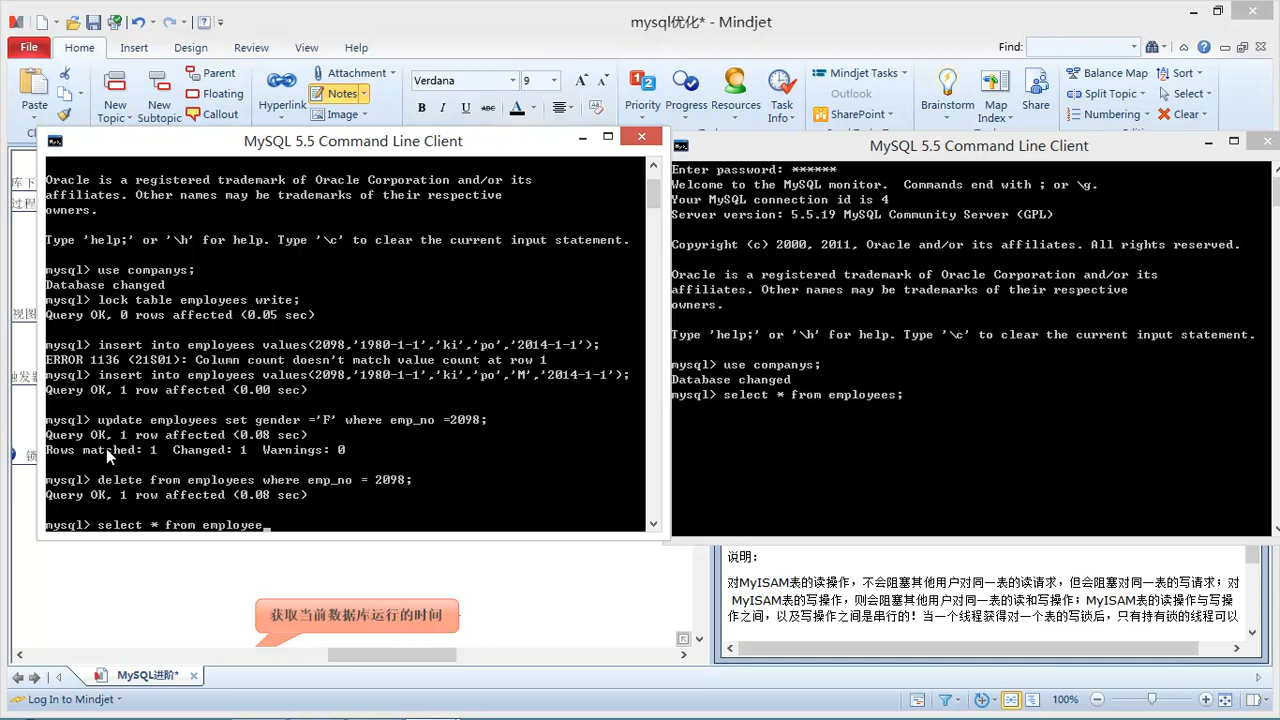 mysql优化* - Mindjet
File Home Insert Design Review View Help Find:
Paste
New Topic
New Subtopic
Parent
Floating
Callout
Hyperlink
Attachment
Notes
Image
Verdana 9
B I U abc A
Priority Progress Resources Task Info
Mindjet Tasks
Outlook
SharePoint
Brainstorm Map Index Share
Balance Map
Split Topic
Numbering
Sort
Select
Clear
MySQL 5.5 Command Line Client
Oracle is a registered trademark of Oracle Corporation and/or its
affiliates. Other names may be trademarks of their respective
owners.
Type 'help;' or '\h' for help. Type '\c' to clear the current input statement.
mysql> use companys;
Database changed
mysql> lock table employees write;
Query OK, 0 rows affected (0.05 sec)
mysql> insert into employees values(2098,'1980-1-1','ki','po','2014-1-1');
ERROR 1136 (21S01): Column count doesn't match value count at row 1
mysql> insert into employees values(2098,'1980-1-1','ki','po','M','2014-1-1');
Query OK, 1 row affected (0.00 sec)
mysql> update employees set gender ='F' where emp_no =2098;
Query OK, 1 row affected (0.08 sec)
Rows matched: 1  Changed: 1  Warnings: 0
mysql> delete from employees where emp_no = 2098;
Query OK, 1 row affected (0.08 sec)
mysql> select * from employee_
MySQL 5.5 Command Line Client
Enter password: ******
Welcome to the MySQL monitor.  Commands end with ; or \g.
Your MySQL connection id is 4
Server version: 5.5.19 MySQL Community Server (GPL)
Copyright (c) 2000, 2011, Oracle and/or its affiliates. All rights reserved.
Oracle is a registered trademark of Oracle Corporation and/or its
affiliates. Other names may be trademarks of their respective
owners.
Type 'help;' or '\h' for help. Type '\c' to clear the current input statement.
mysql> use companys;
Database changed
mysql> select * from employees;
库下
过程
视图
触发器
锁
获取当前数据库运行的时间
说明:
对MyISAM表的读操作，不会阻塞其他用户对同一表的读请求，但会阻塞对同一表的写请求；对
MyISAM表的写操作，则会阻塞其他用户对同一表的读和写操作；MyISAM表的读操作与写操
作之间，以及写操作之间是串行的！当一个线程获得对一个表的写锁后，只有持有锁的线程可以
MySQL进阶*
Log In to Mindjet
100%